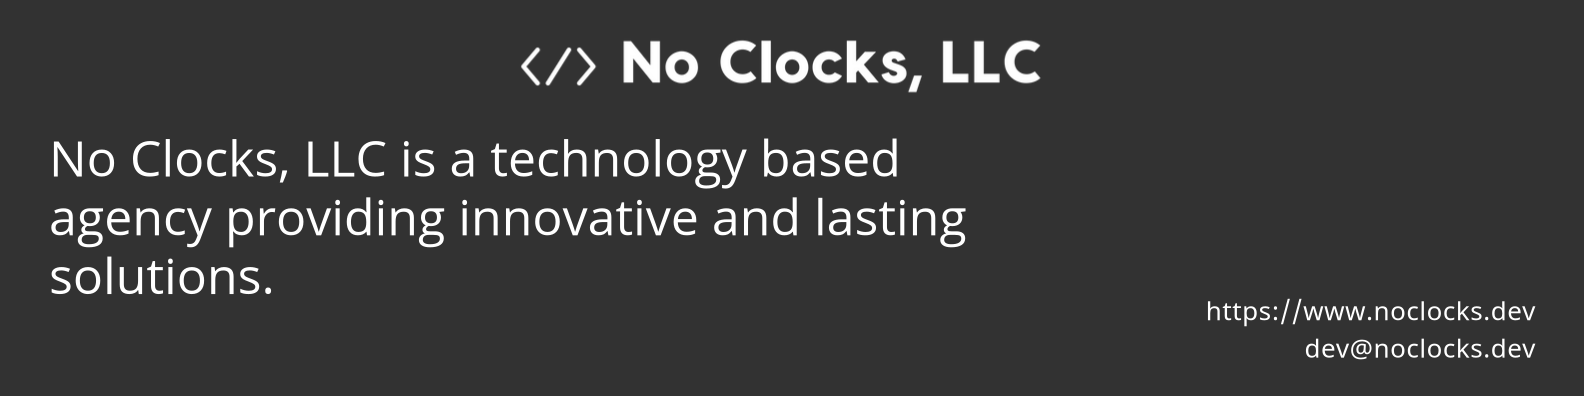 </> No Clocks, LLC
No Clocks, LLC is a technology based
agency providing innovative and lasting
solutions.
https://www.noclocks.dev
dev@noclocks.dev